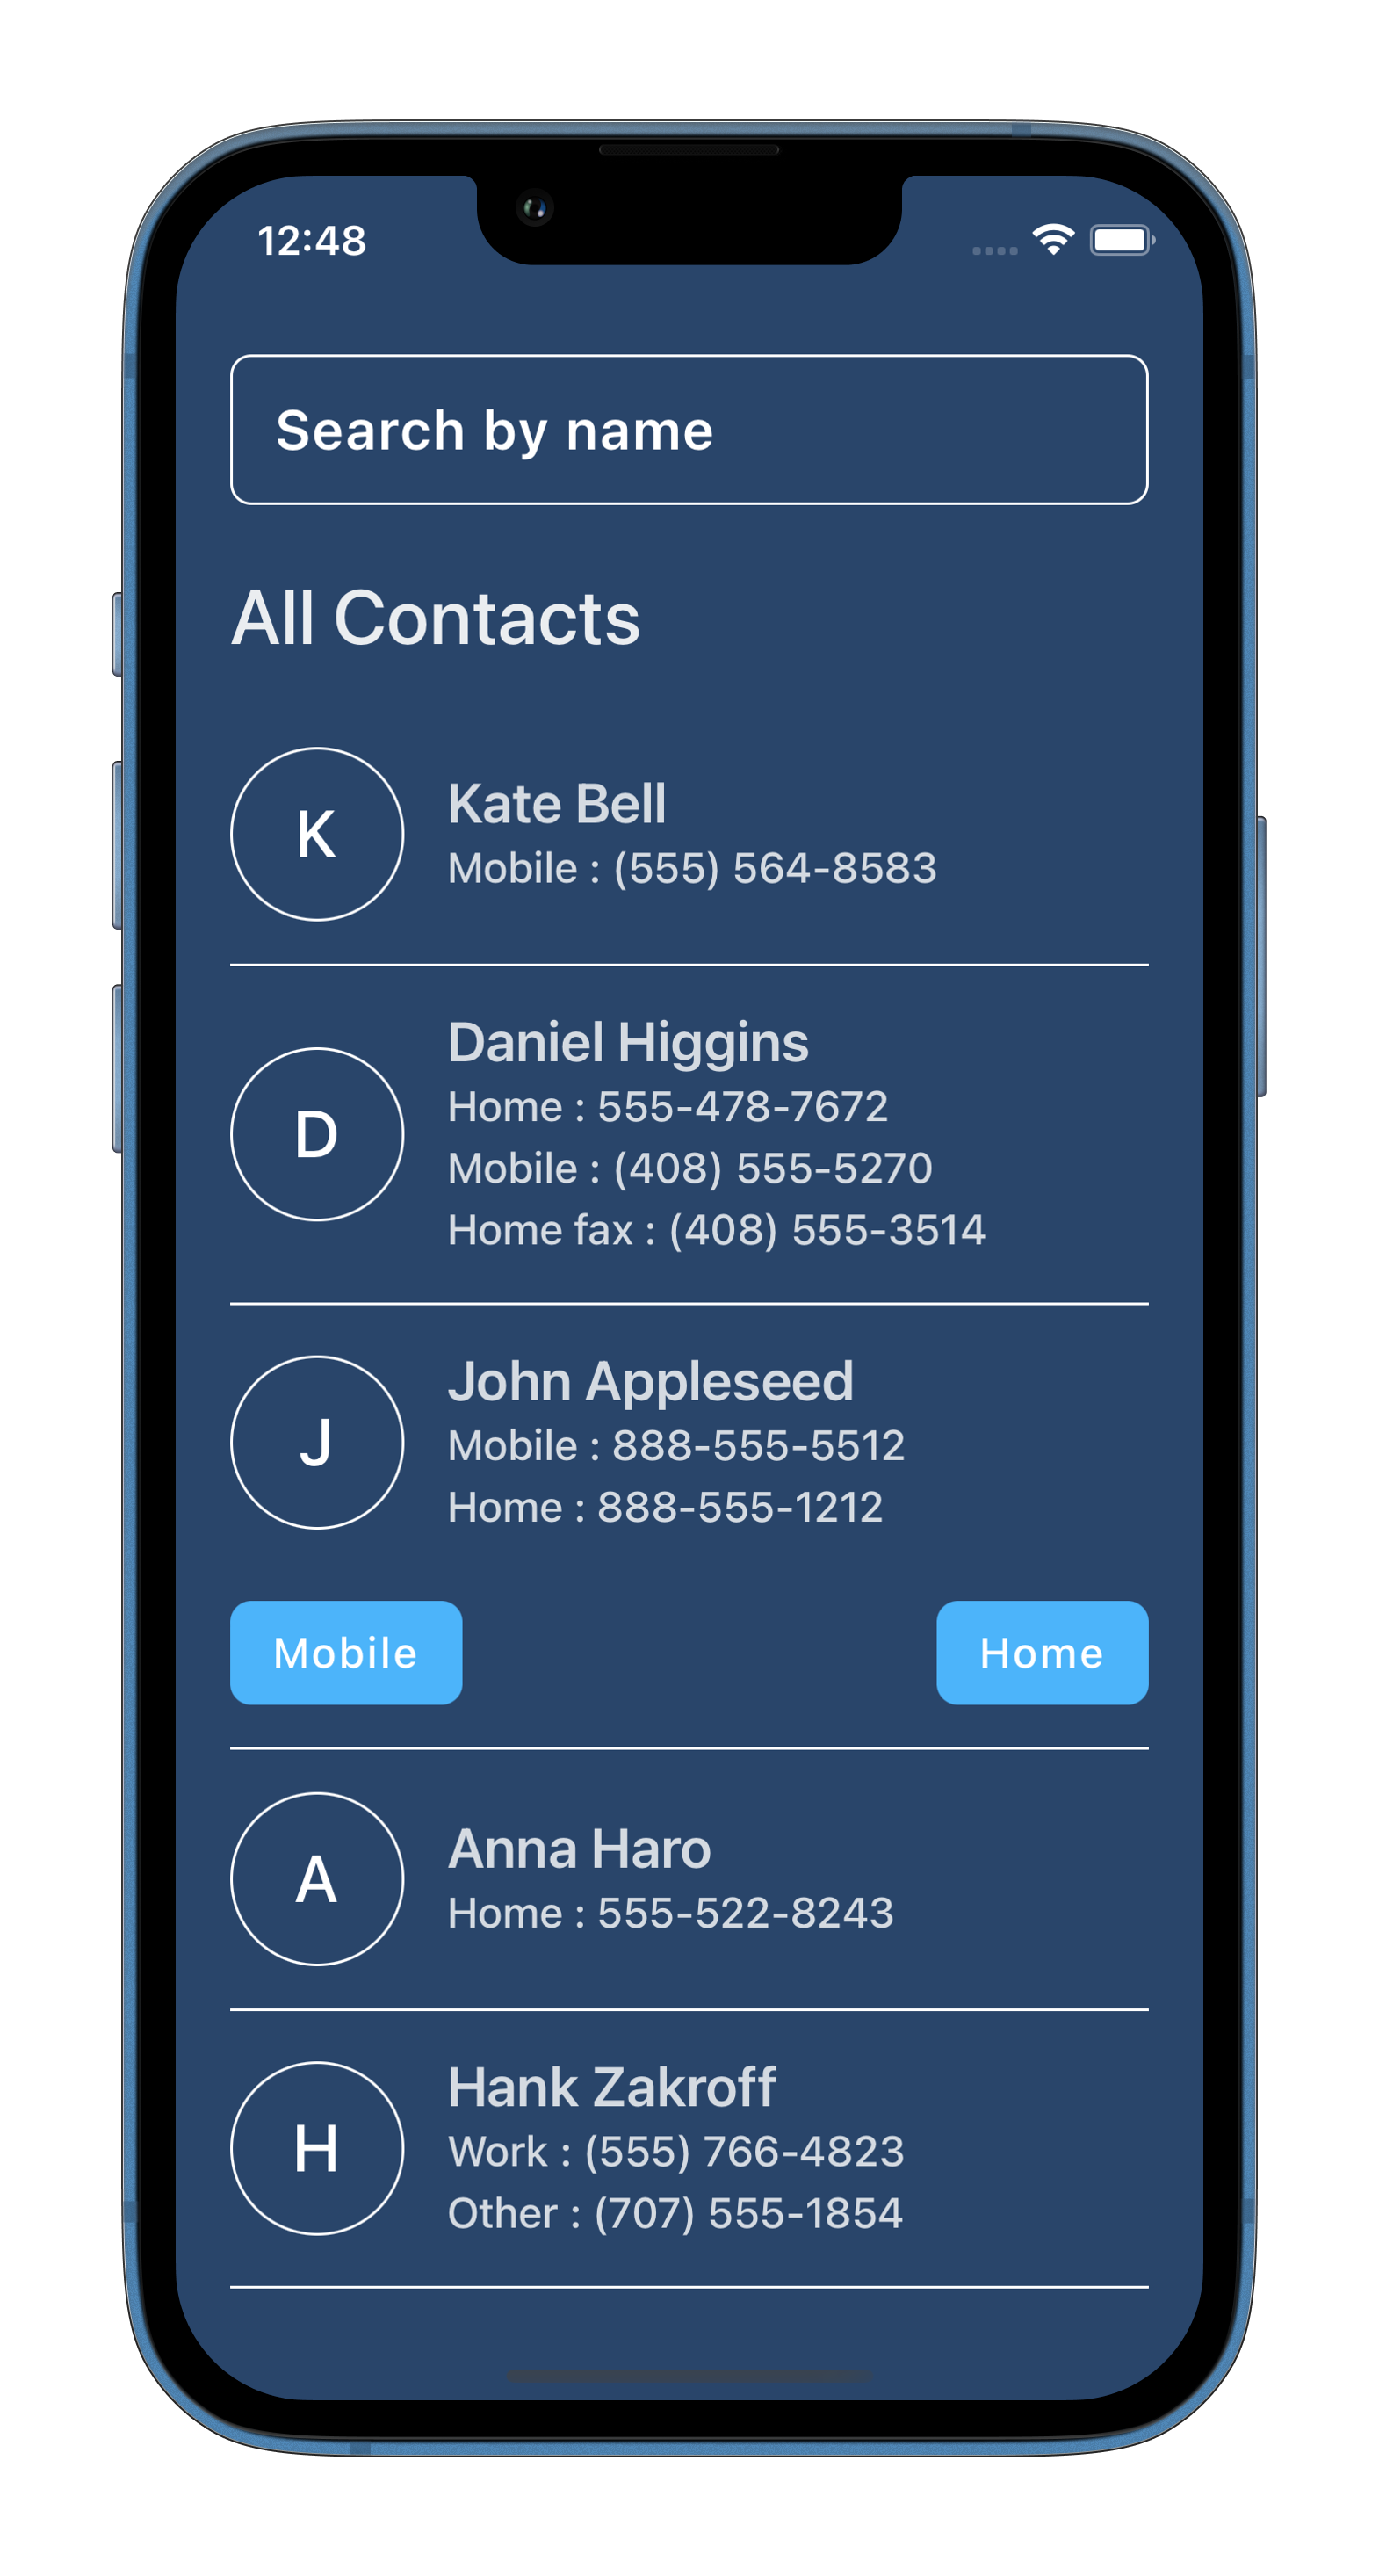 12:48
Search by name
All Contacts
K
Kate Bell
Mobile : (555) 564-8583
D
Daniel Higgins
Home : 555-478-7672
Mobile : (408) 555-5270
Home fax : (408) 555-3514
J
John Appleseed
Mobile : 888-555-5512
Home : 888-555-1212
Mobile Home
A
Anna Haro
Home : 555-522-8243
H
Hank Zakroff
Work : (555) 766-4823
Other : (707) 555-1854